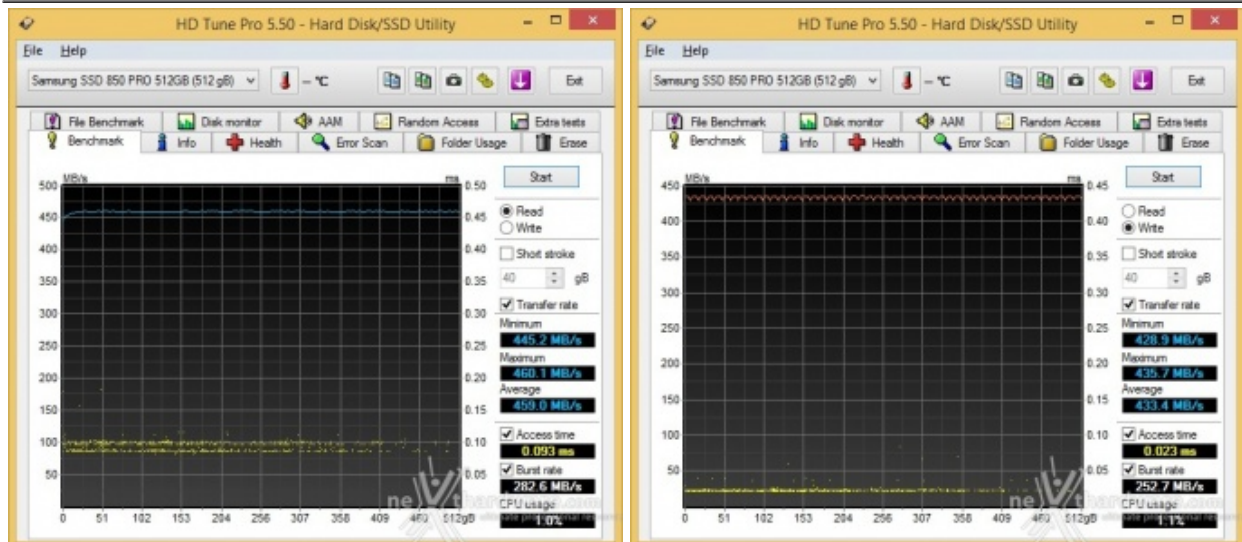 HD Tune Pro 5.50 - Hard Disk/SSD Utility
File Help
Samsung SSD 850 PRO 512GB (512 gB)
– °C
Exit
File Benchmark Disk monitor AAM Random Access Extra tests
Benchmark Info Health Error Scan Folder Usage Erase
MB/s
ms
500
450
400
350
300
250
200
150
100
50
0.50
0.45
0.40
0.35
0.30
0.25
0.20
0.15
0.10
0.05
0 51 102 153 204 256 307 358 409 460 512gB
Start
Read
Write
Short stroke
40 gB
Transfer rate
Minimum
445.2 MB/s
Maximum
460.1 MB/s
Average
459.0 MB/s
Access time
0.093 ms
Burst rate
282.6 MB/s
CPU usage
1.0%
HD Tune Pro 5.50 - Hard Disk/SSD Utility
File Help
Samsung SSD 850 PRO 512GB (512 gB)
– °C
Exit
File Benchmark Disk monitor AAM Random Access Extra tests
Benchmark Info Health Error Scan Folder Usage Erase
MB/s
ms
450
400
350
300
250
200
150
100
50
0.45
0.40
0.35
0.30
0.25
0.20
0.15
0.10
0.05
0 51 102 153 204 256 307 358 409 460 512gB
Start
Read
Write
Short stroke
40 gB
Transfer rate
Minimum
428.9 MB/s
Maximum
435.7 MB/s
Average
433.4 MB/s
Access time
0.023 ms
Burst rate
252.7 MB/s
CPU usage
1.1%